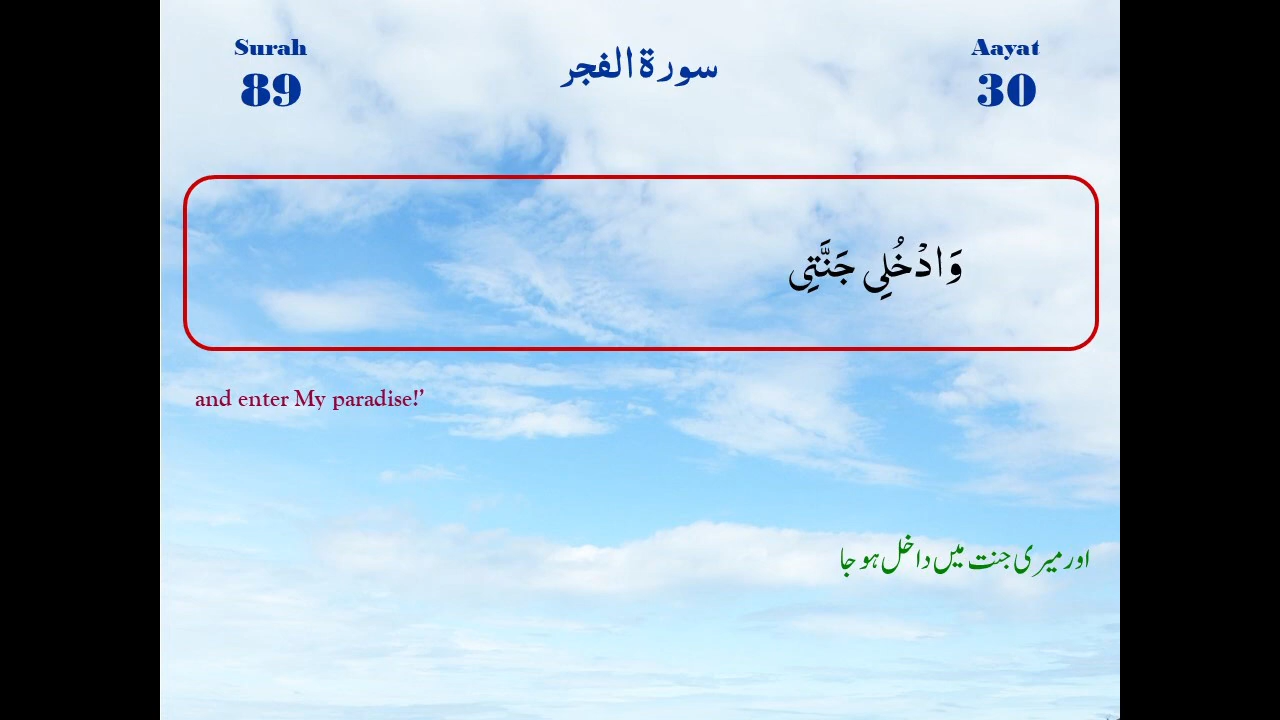 Surah
89
سورة الفجر
Aayat
30
وَادْخُلِي جَنَّتِي
and enter My paradise!’
اور میری جنت میں داخل ہو جا